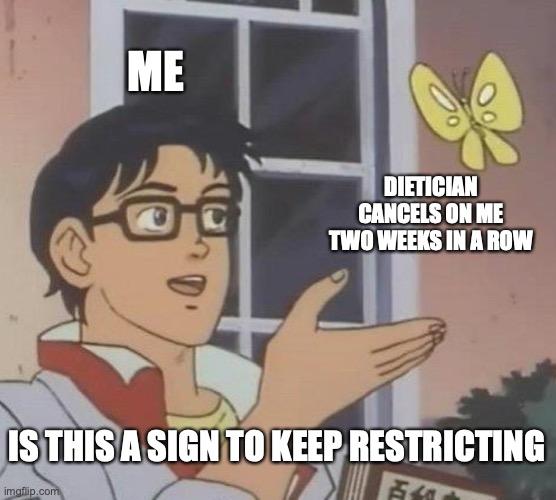 ME
DIETICIAN
CANCELS ON ME
TWO WEEKS IN A ROW
IS THIS A SIGN TO KEEP RESTRICTING
imgflip.com